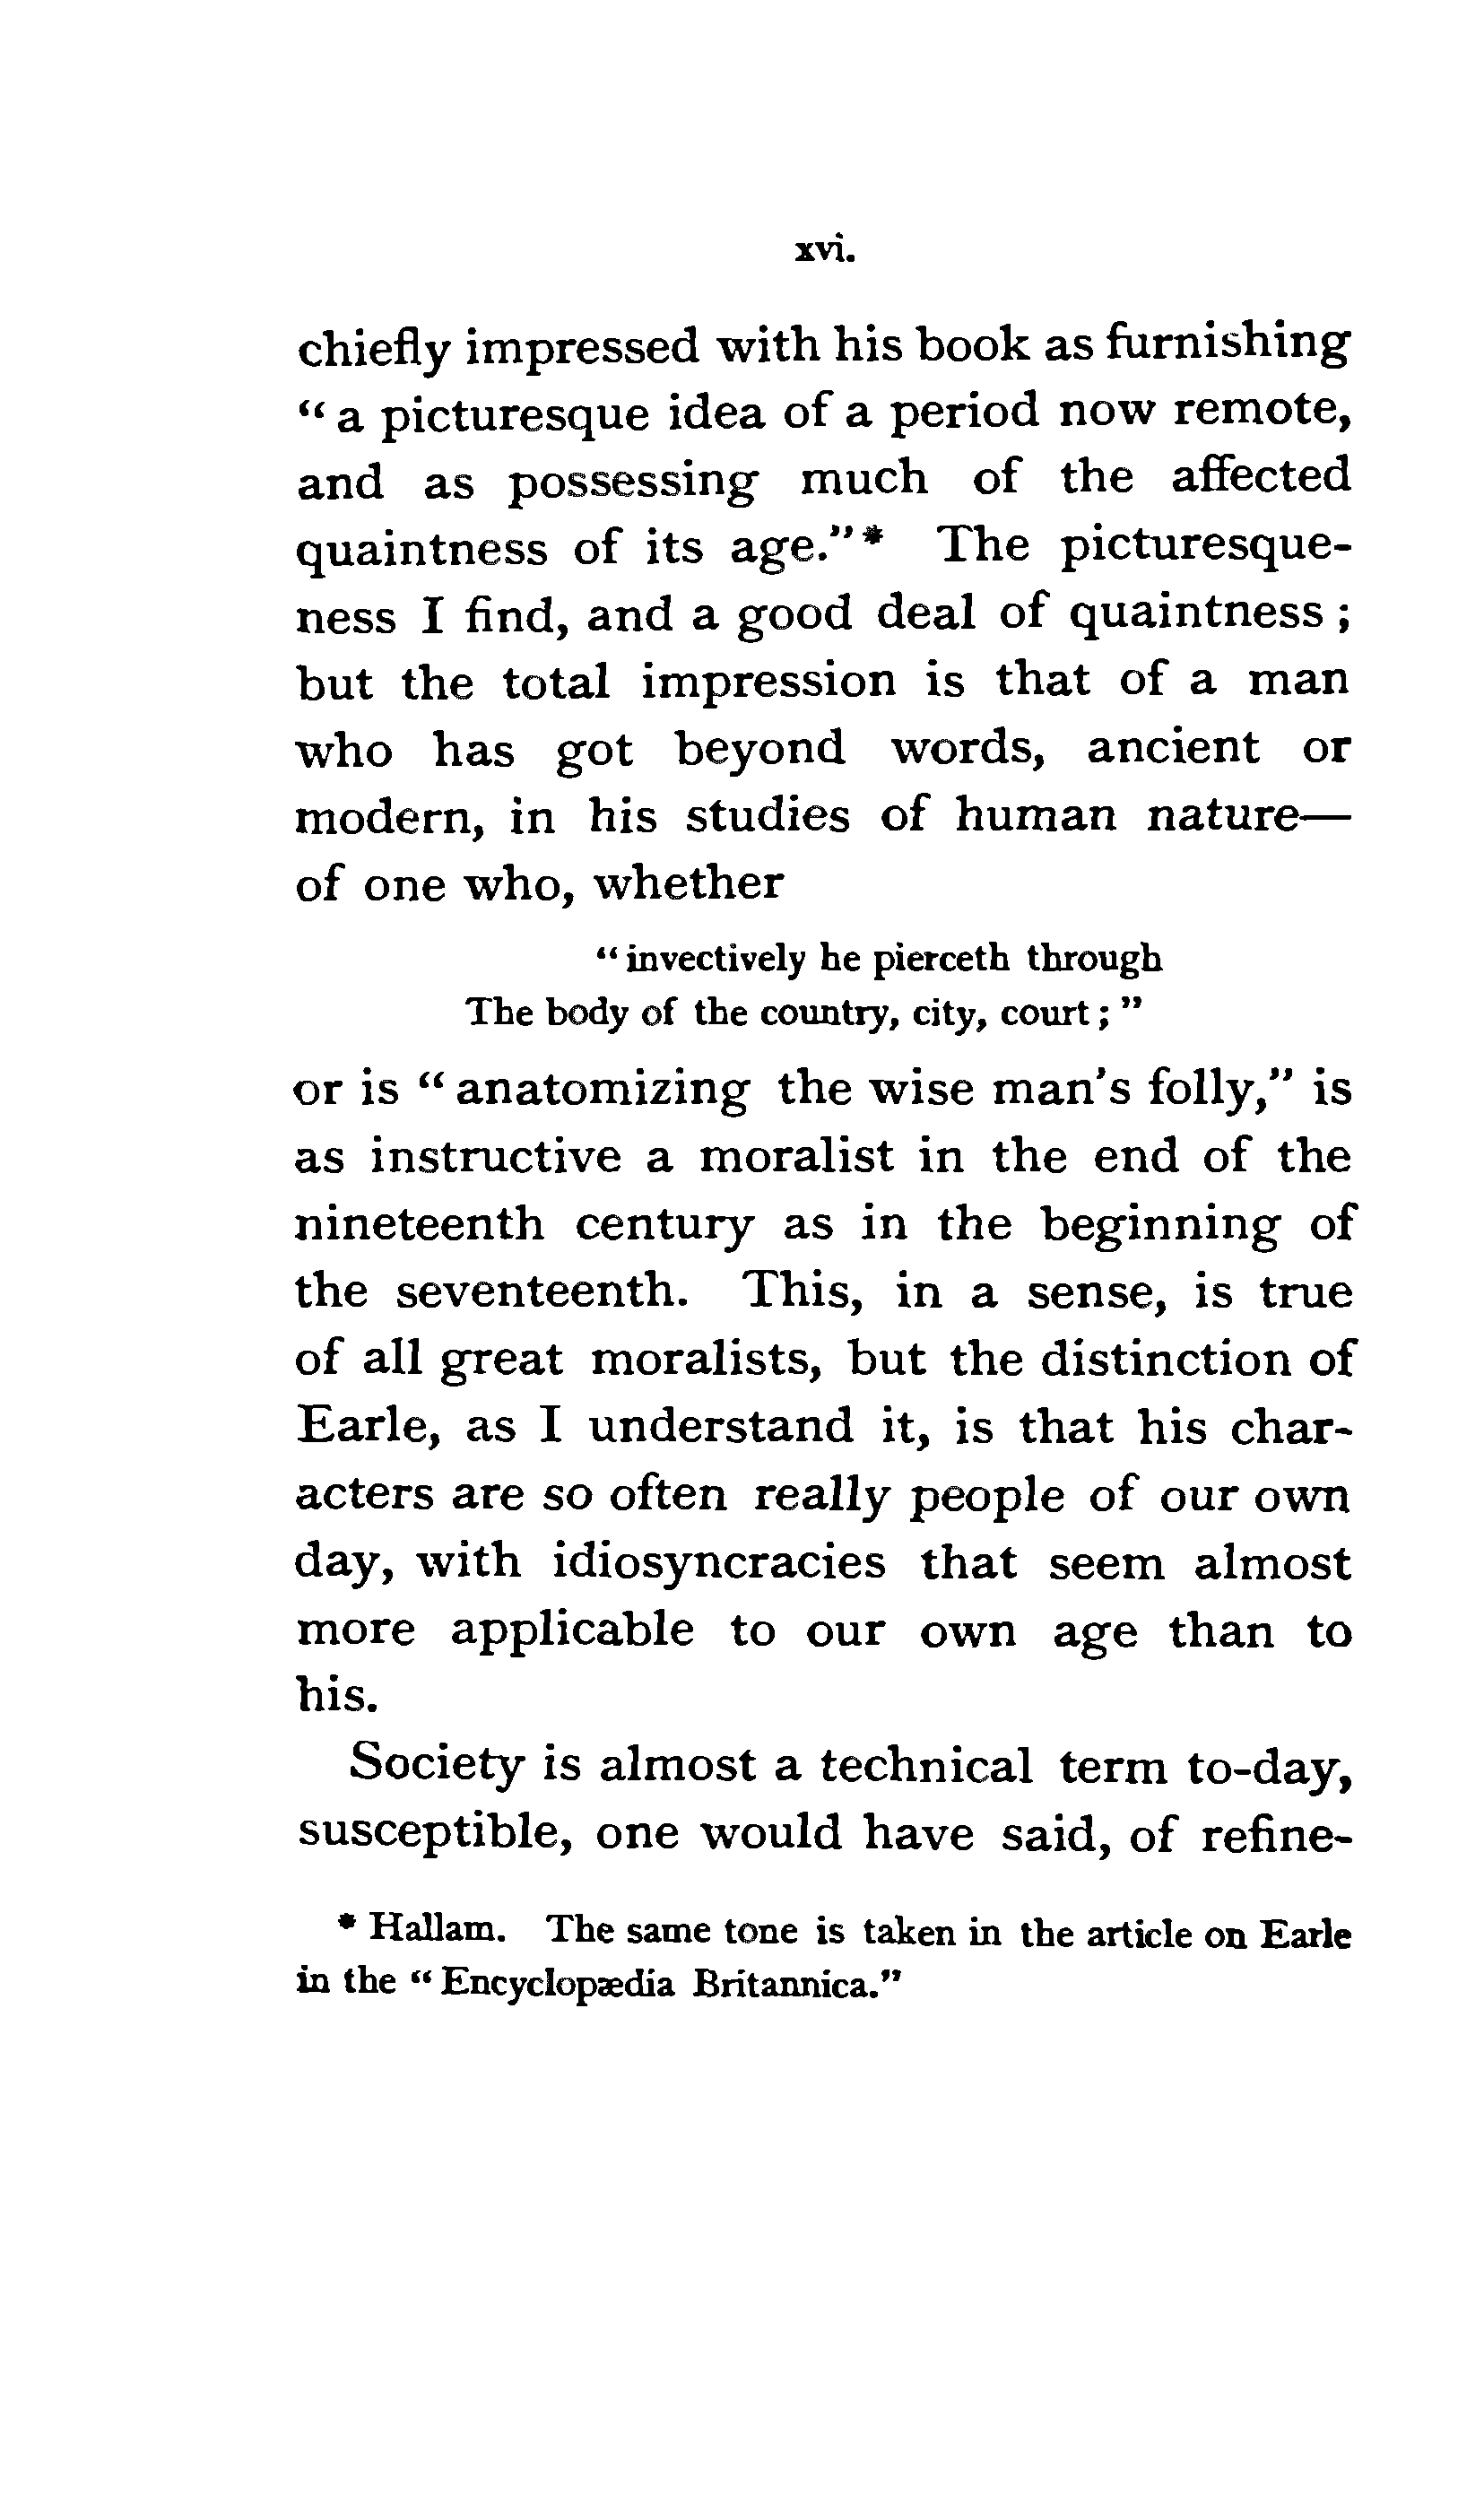 xvi.
chiefly impressed with his book as furnishing
“ a picturesque idea of a period now remote,
and as possessing much of the affected
quaintness of its age.”* The picturesque-
ness I find, and a good deal of quaintness ;
but the total impression is that of a man
who has got beyond words, ancient or
modern, in his studies of human nature—
of one who, whether
“ invectively he pierceth through
The body of the country, city, court ; ”
or is “ anatomizing the wise man's folly,” is
as instructive a moralist in the end of the
nineteenth century as in the beginning of
the seventeenth. This, in a sense, is true
of all great moralists, but the distinction of
Earle, as I understand it, is that his char-
acters are so often really people of our own
day, with idiosyncracies that seem almost
more applicable to our own age than to
his.
Society is almost a technical term to-day,
susceptible, one would have said, of refine-
* Hallam. The same tone is taken in the article on Earle
in the “ Encyclopædia Britannica.”